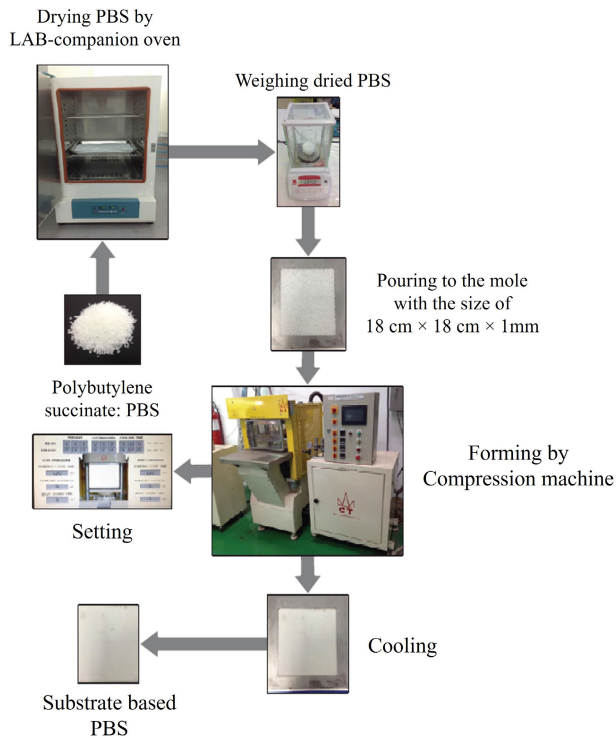 Drying PBS by
LAB-companion oven
Weighing dried PBS
Pouring to the mole
with the size of
18 cm × 18 cm × 1mm
Polybutylene
succinate: PBS
Forming by
Compression machine
CT
Setting
Cooling
Substrate based
PBS